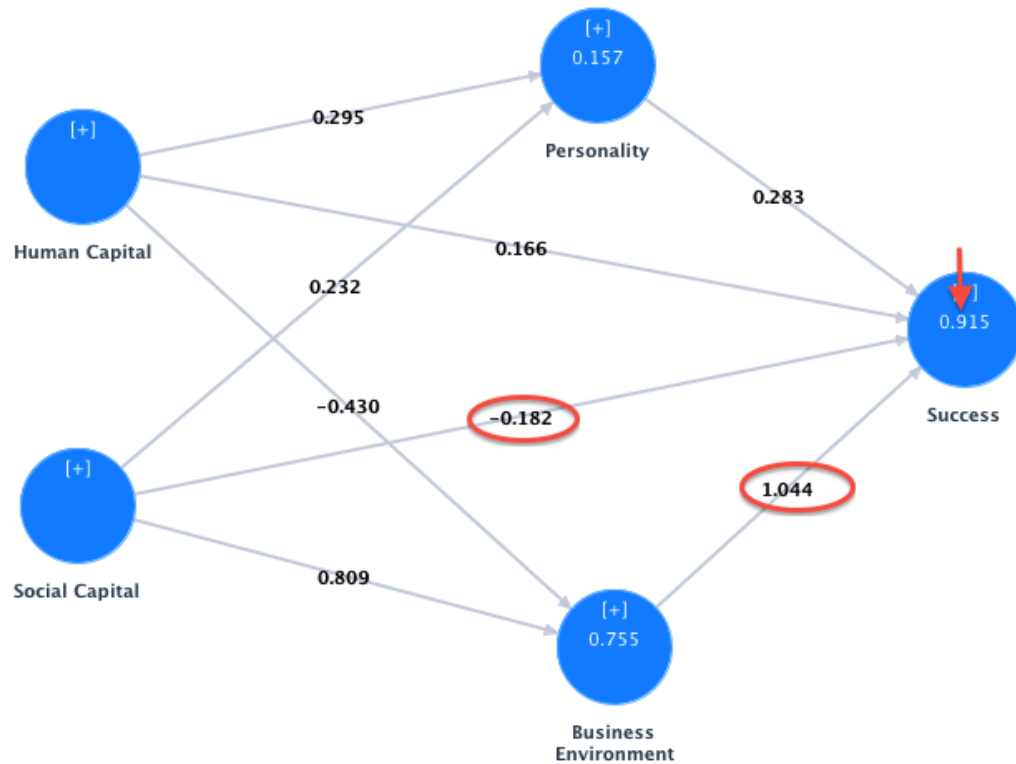 [+]
0.157
Personality
0.295
[+]
Human Capital
0.283
0.166
0.232
0.915
Success
−0.430
−0.182
[+]
Social Capital
1.044
0.809
[+]
0.755
Business
Environment